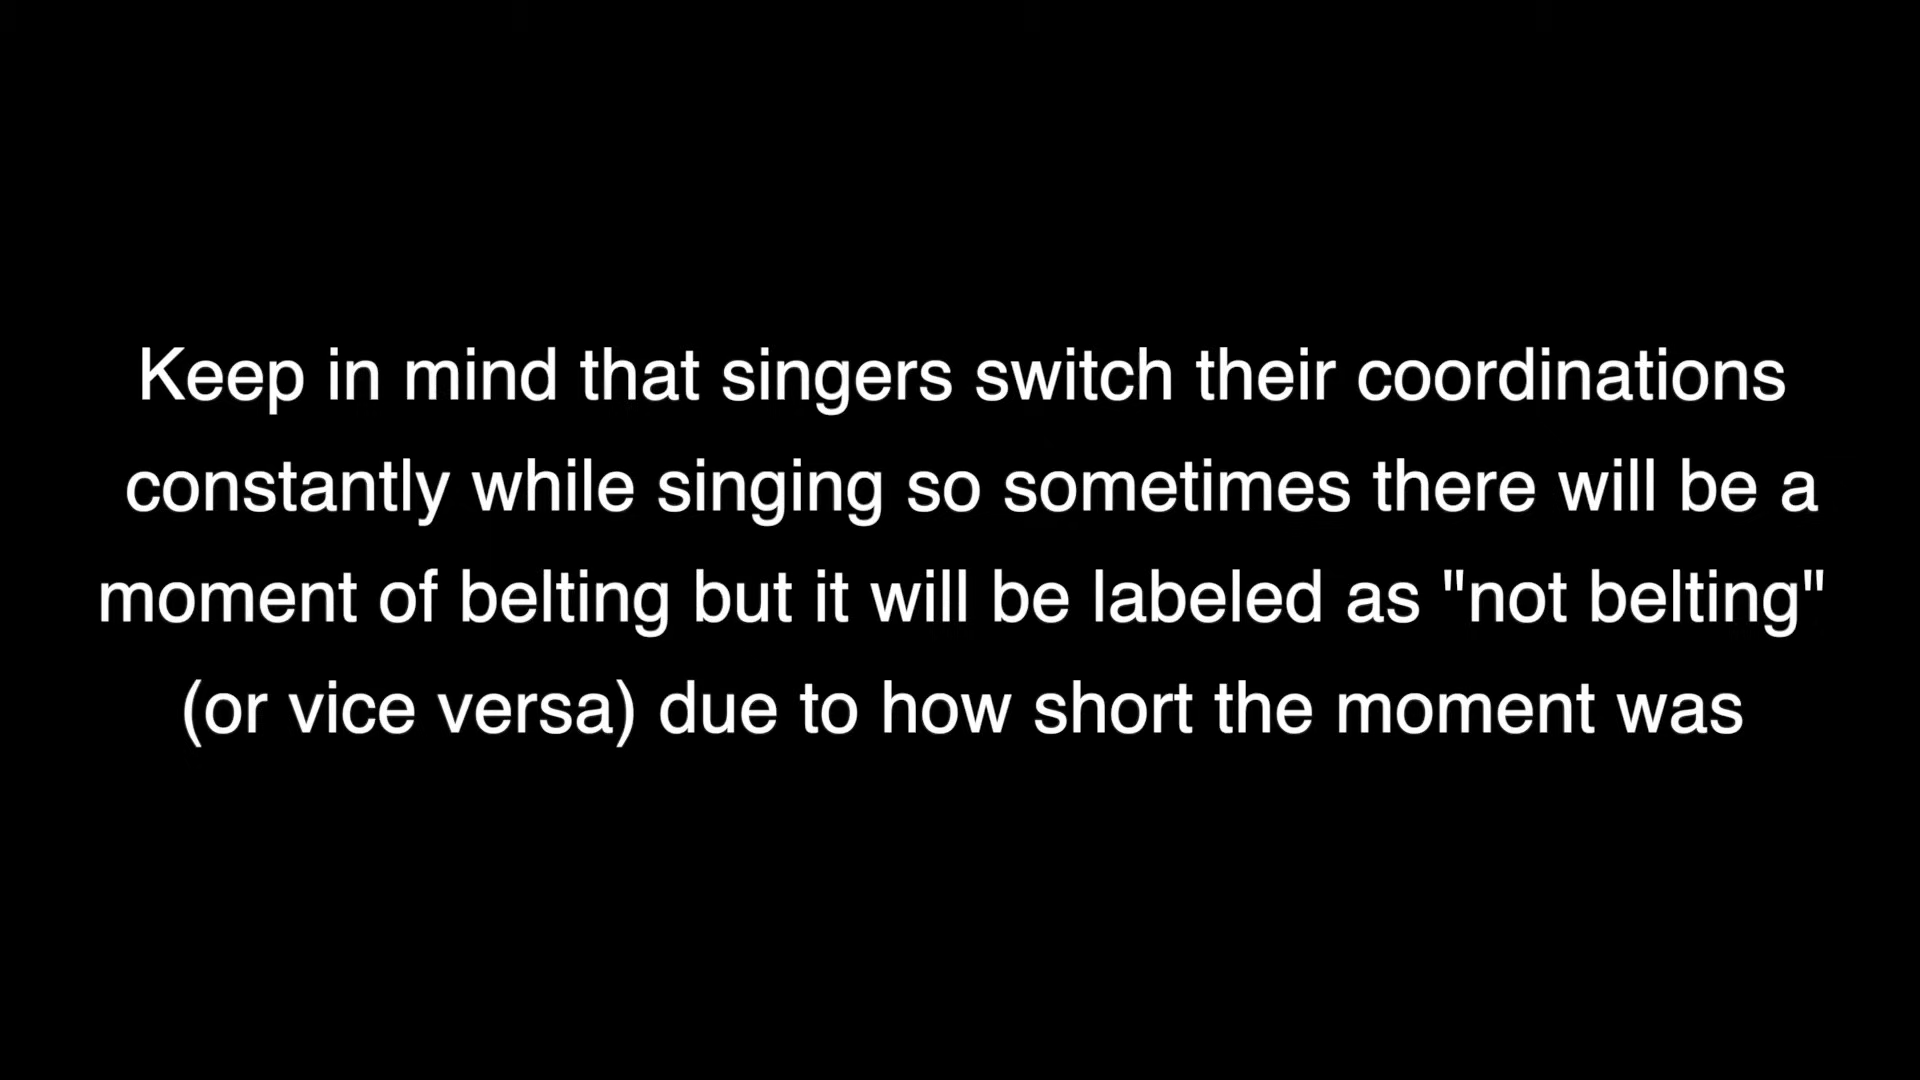 Keep in mind that singers switch their coordinations
constantly while singing so sometimes there will be a
moment of belting but it will be labeled as "not belting"
(or vice versa) due to how short the moment was